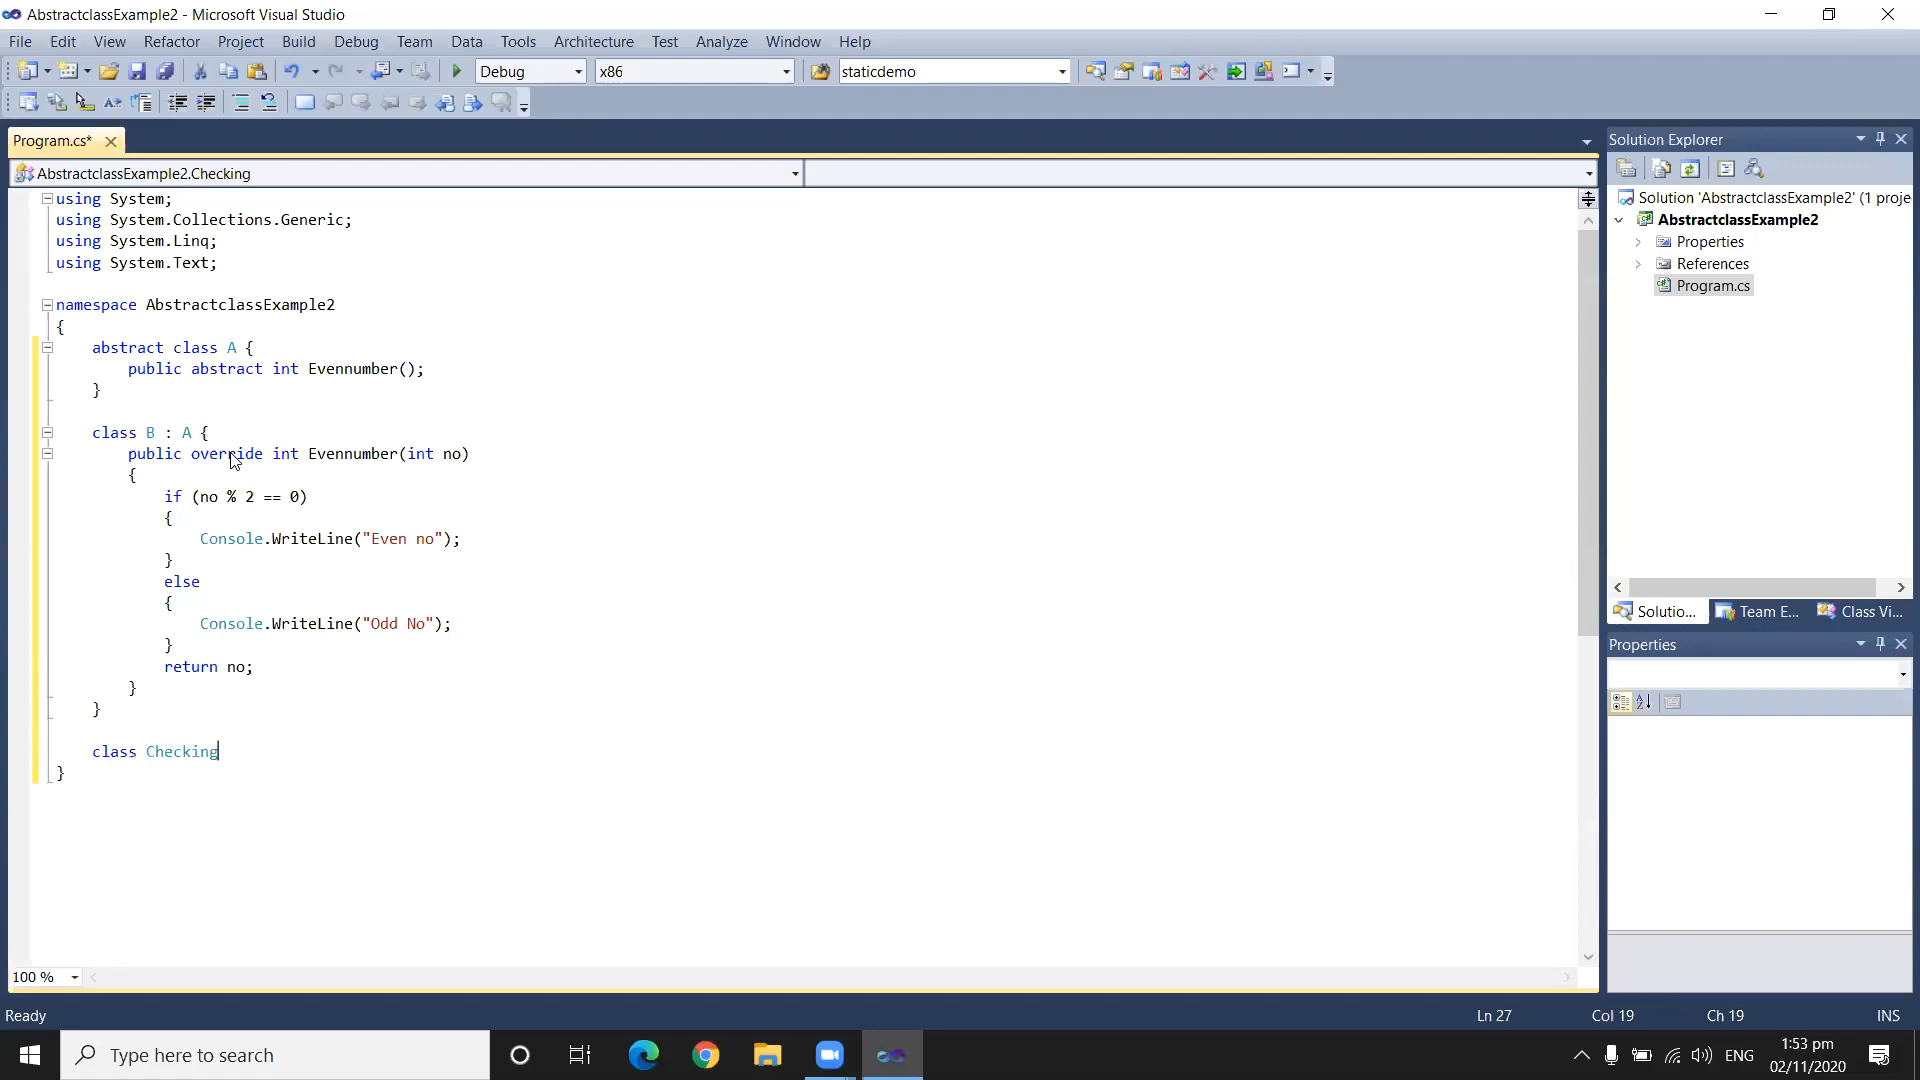 AbstractclassExample2 - Microsoft Visual Studio
File Edit View Refactor Project Build Debug Team Data Tools Architecture Test Analyze Window Help
Debug x86 staticdemo
Program.cs*
AbstractclassExample2.Checking
using System;
using System.Collections.Generic;
using System.Linq;
using System.Text;
namespace AbstractclassExample2
{
abstract class A {
public abstract int Evennumber();
}
class B : A {
public override int Evennumber(int no)
{
if (no % 2 == 0)
{
Console.WriteLine("Even no");
}
else
{
Console.WriteLine("Odd No");
}
return no;
}
}
class Checking
}
100 %
Solution Explorer
Solution 'AbstractclassExample2' (1 proje
AbstractclassExample2
Properties
References
Program.cs
Solutio... Team E... Class Vi...
Properties
Ready Ln 27 Col 19 Ch 19 INS
Type here to search
ENG
1:53 pm
02/11/2020